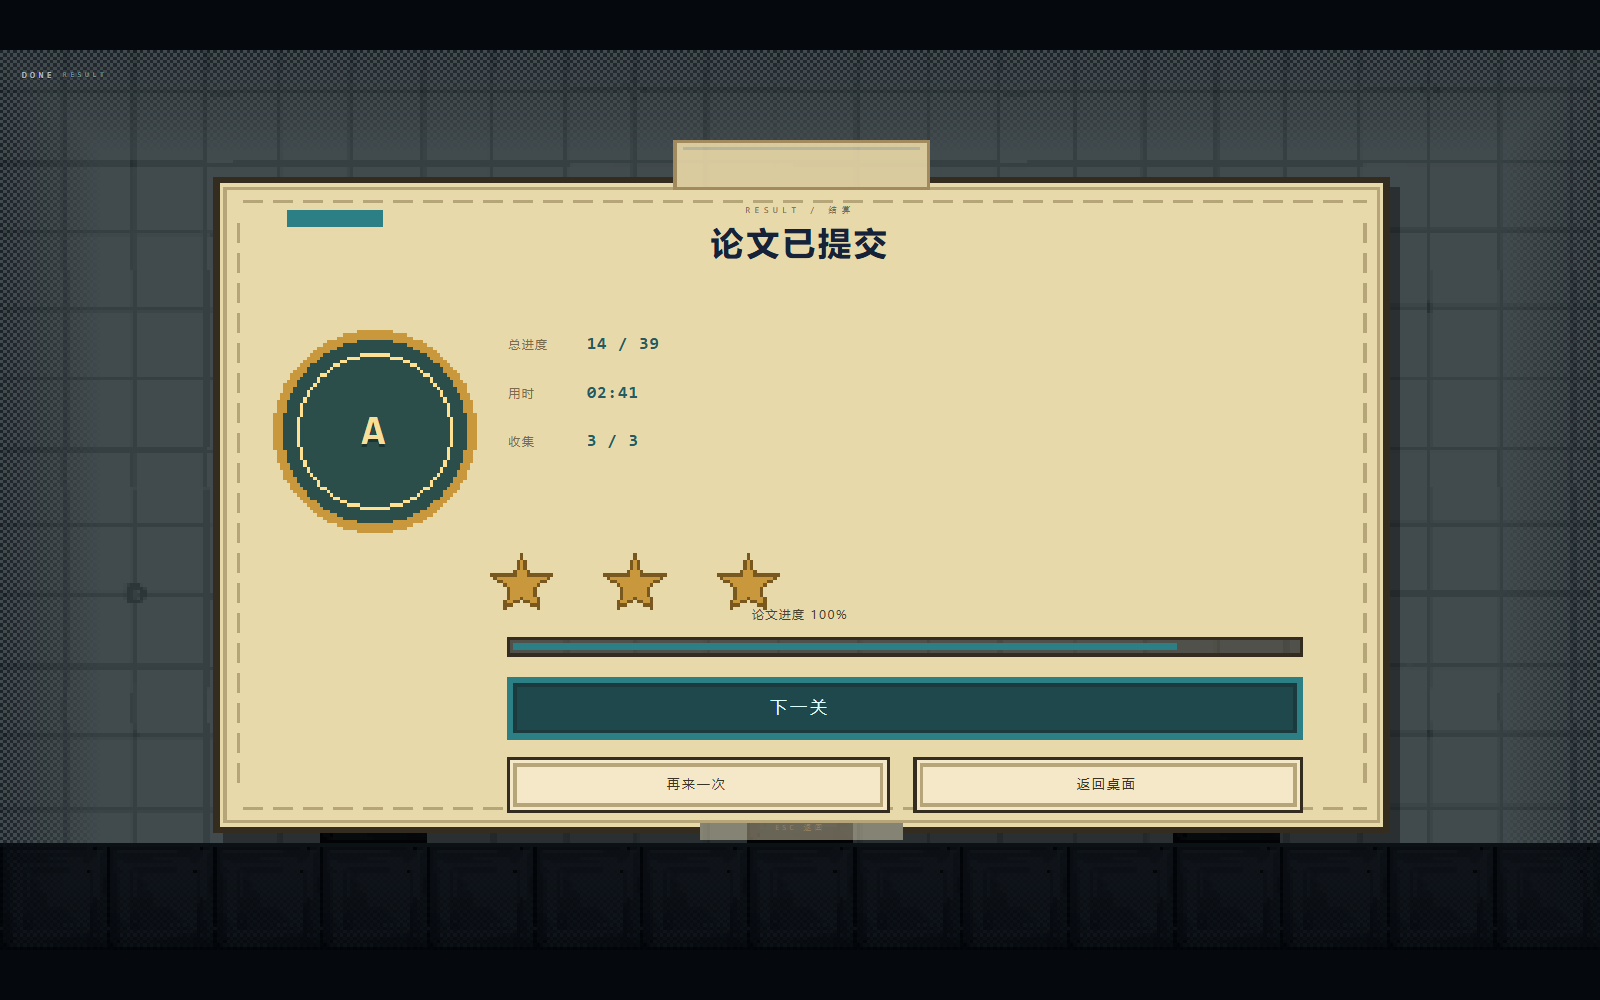 DONE RESULT
RESULT / 结算
论文已提交
A
总进度 14 / 39
用时 02:41
收集 3 / 3
论文进度 100%
下一关
再来一次 返回桌面
ESC